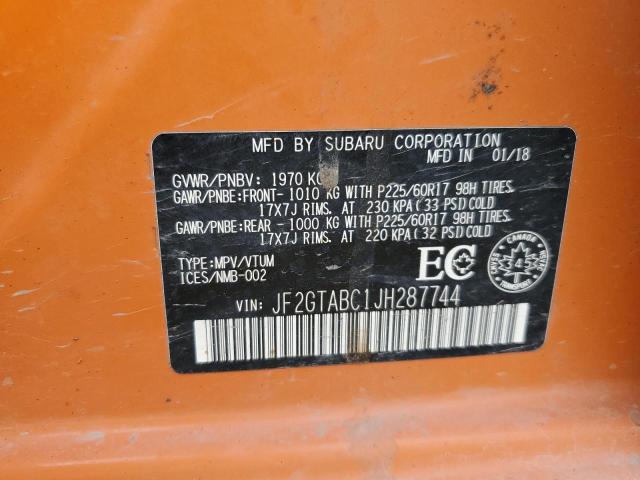 MFD BY SUBARU CORPORATION
MFD IN 01/18
GVWR/PNBV: 1970 KG
GAWR/PNBE:FRONT- 1010 KG WITH P225/60R17 98H TIRES,
17X7J RIMS. AT 230 KPA(33 PSI)COLD
GAWR/PNBE:REAR - 1000 KG WITH P225/60R17 98H TIRES,
17X7J RIMS. AT 220 KPA(32 PSI)COLD
TYPE:MPV/VTUM
ICES/NMB-002
EC
CANADA
345
TRANSPORT
VIN: JF2GTABC1JH287744